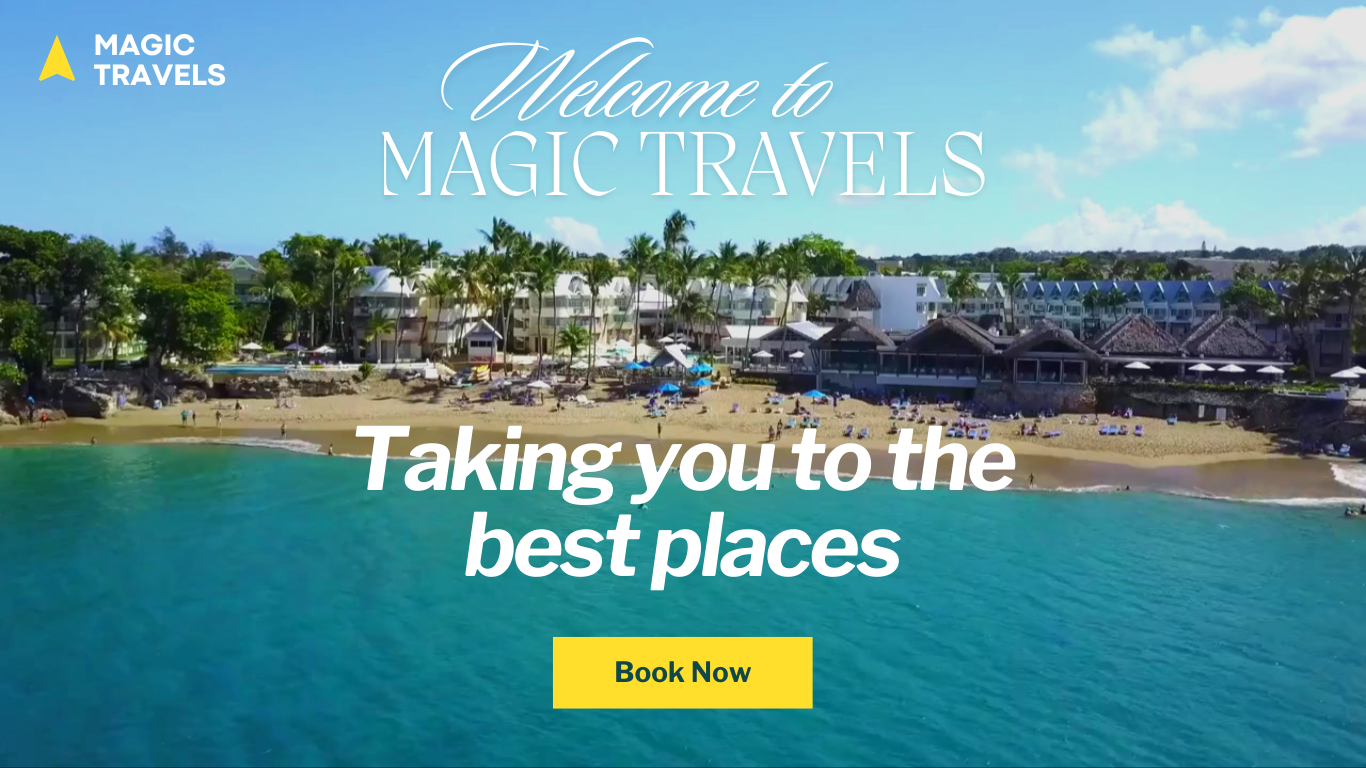 MAGIC
TRAVELS
Welcome to
MAGIC TRAVELS
Taking you to the
best places
Book Now